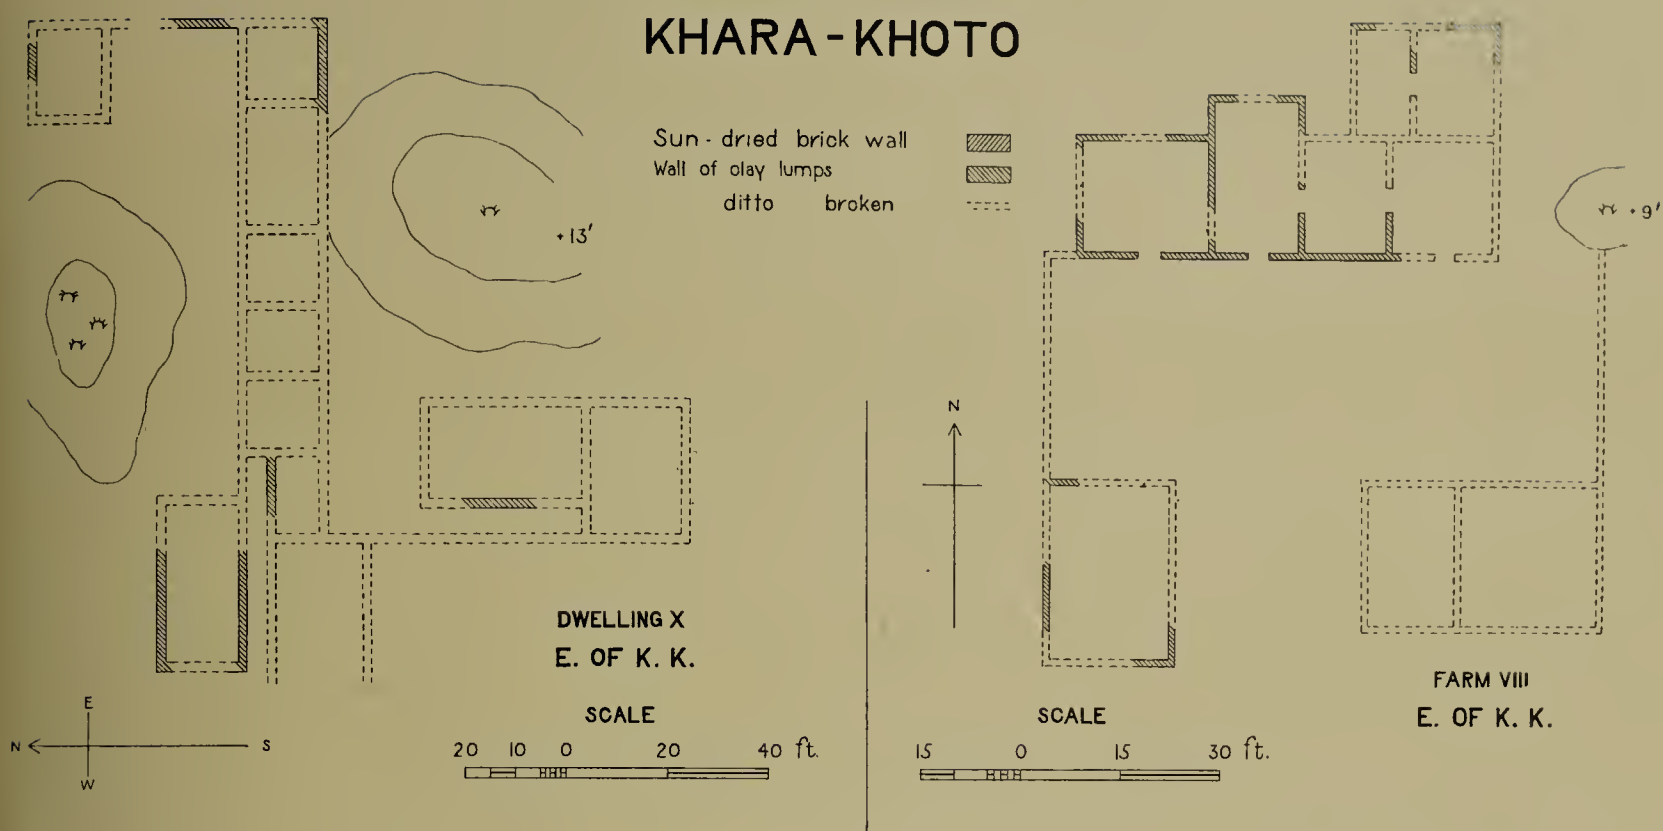 KHARA-KHOTO
Sun-dried brick wall
Wall of clay lumps
ditto broken
+13'
+9'
N
DWELLING X
E. OF K. K.
SCALE
20 10 0 20 40 ft.
E
N S
W
FARM VIII
E. OF K. K.
SCALE
15 0 15 30 ft.